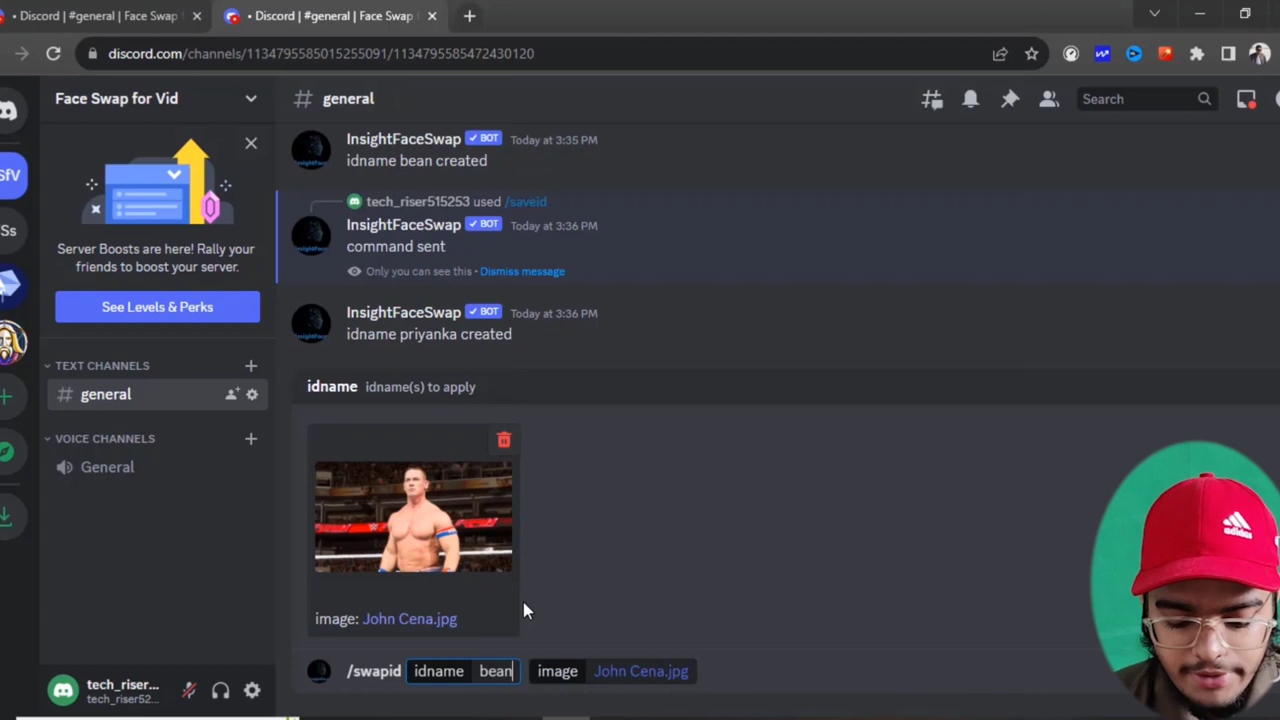 • Discord | #general | Face Swap
• Discord | #general | Face Swap
discord.com/channels/1134795585015255091/1134795585472430120
Face Swap for Vid
general
Search
InsightFaceSwap BOT Today at 3:35 PM
idname bean created
tech_riser515253 used /saveid
InsightFaceSwap BOT Today at 3:36 PM
command sent
Only you can see this • Dismiss message
InsightFaceSwap BOT Today at 3:36 PM
idname priyanka created
SfV
Ss
Server Boosts are here! Rally your
friends to boost your server.
See Levels & Perks
TEXT CHANNELS
general
VOICE CHANNELS
General
idname idname(s) to apply
image: John Cena.jpg
/swapid idname bean image John Cena.jpg
tech_riser...
tech_riser52...
adidas